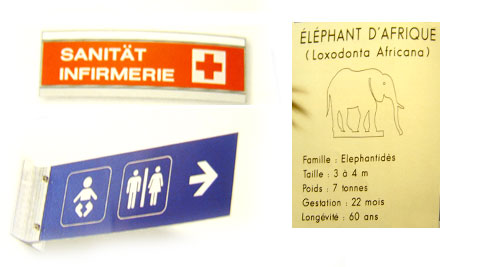 SANITÄT
INFIRMERIE
ÉLÉPHANT D'AFRIQUE
(Loxodonta Africana)
Famille : Elephantidès
Taille : 3 à 4 m
Poids : 7 tonnes
Gestation : 22 mois
Longévité : 60 ans